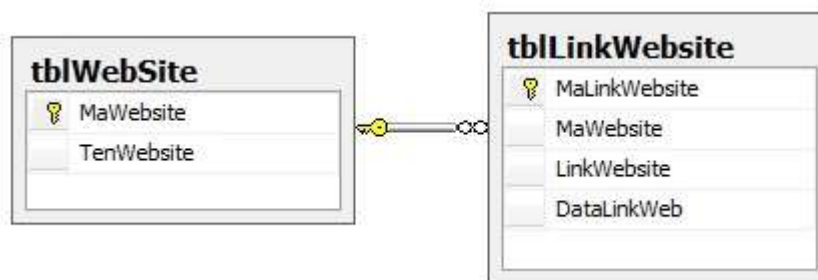 tblWebSite
MaWebsite
TenWebsite
tblLinkWebsite
MaLinkWebsite
MaWebsite
LinkWebsite
DataLinkWeb